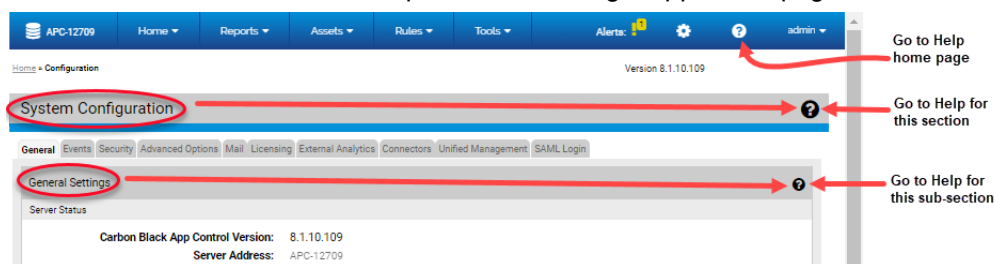 APC-12709 Home Reports Assets Rules Tools Alerts: 1 ? admin
Go to Help
home page
Home » Configuration Version 8.1.10.109
System Configuration ?
Go to Help for
this section
General Events Security Advanced Options Mail Licensing External Analytics Connectors Unified Management SAML Login
General Settings ?
Go to Help for
this sub-section
Server Status
Carbon Black App Control Version: 8.1.10.109
Server Address: APC-12709